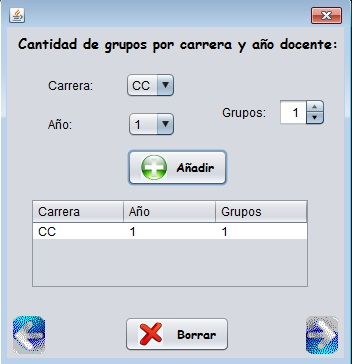 Cantidad de grupos por carrera y año docente:
Carrera: CC
Grupos: 1
Año: 1
Añadir
Carrera Año Grupos
CC 1 1
Borrar